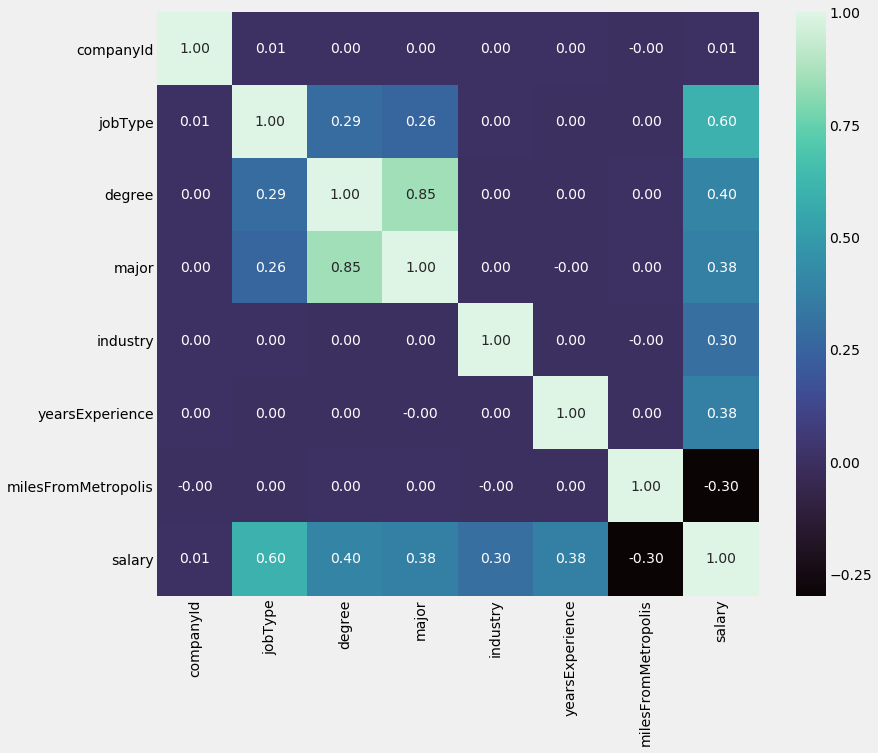 1.00
companyId 1.00 0.01 0.00 0.00 0.00 0.00 -0.00 0.01
jobType 0.01 1.00 0.29 0.26 0.00 0.00 0.00 0.60
0.75
degree 0.00 0.29 1.00 0.85 0.00 0.00 0.00 0.40
0.50
major 0.00 0.26 0.85 1.00 0.00 -0.00 0.00 0.38
industry 0.00 0.00 0.00 0.00 1.00 0.00 -0.00 0.30
0.25
yearsExperience 0.00 0.00 0.00 -0.00 0.00 1.00 0.00 0.38
0.00
milesFromMetropolis -0.00 0.00 0.00 0.00 -0.00 0.00 1.00 -0.30
salary 0.01 0.60 0.40 0.38 0.30 0.38 -0.30 1.00
−0.25
companyId
jobType
degree
major
industry
yearsExperience
milesFromMetropolis
salary